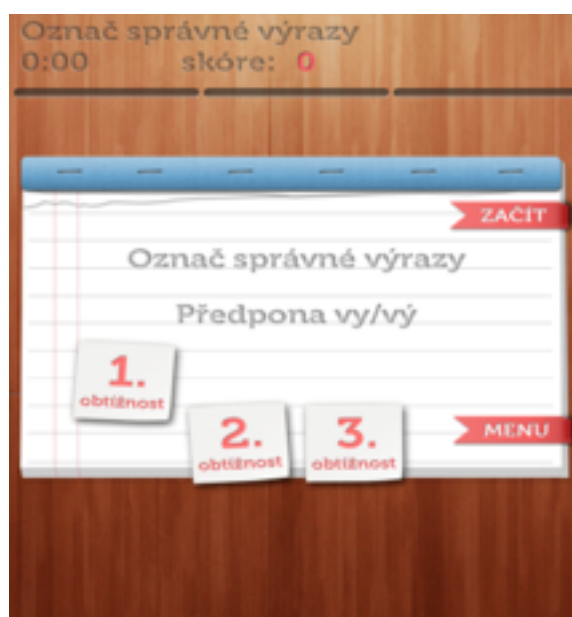 Označ správné výrazy
0:00 skóre: 0
ZAČÍT
Označ správné výrazy
Předpona vy/vý
1.
obtížnost
2.
obtížnost
3.
obtížnost
MENU